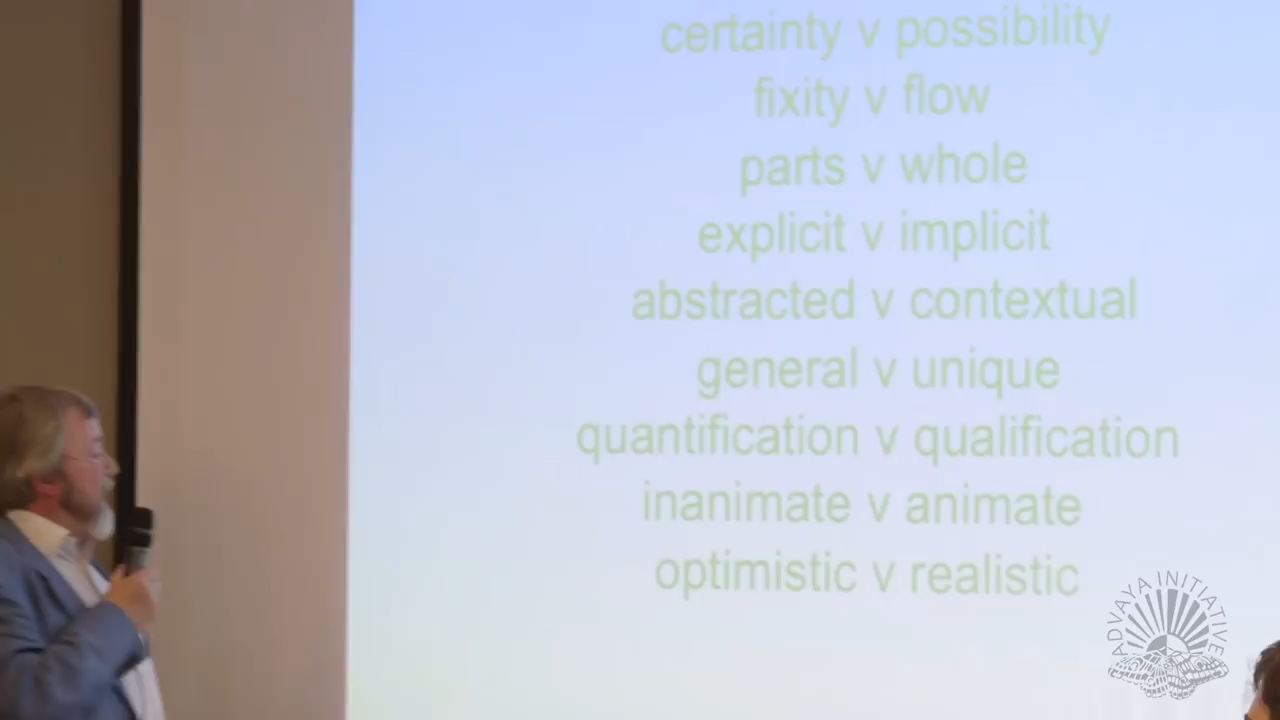 certainty v possibility
fixity v flow
parts v whole
explicit v implicit
abstracted v contextual
general v unique
quantification v qualification
inanimate v animate
optimistic v realistic
ADVAYA INITIATIVE